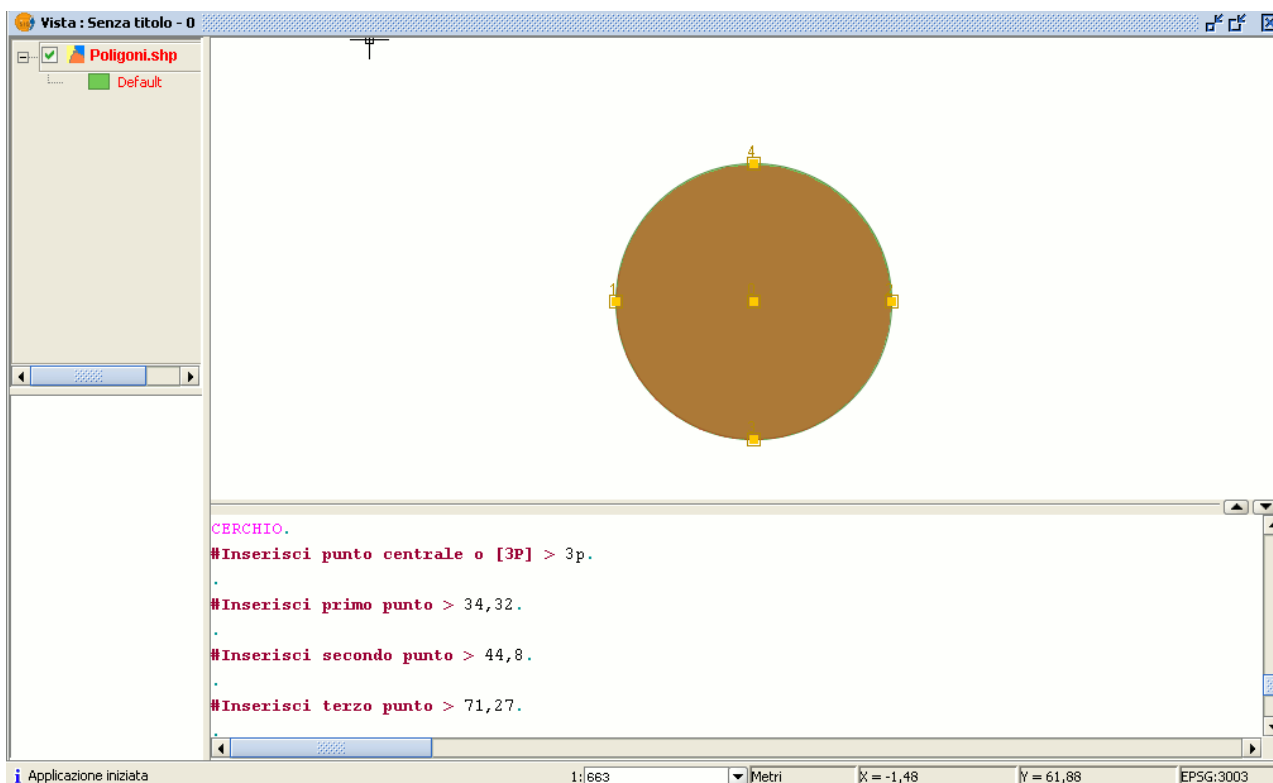 Vista : Senza titolo - 0
Poligoni.shp
Default
4
1
CERCHIO.
#Inserisci punto centrale o [3P] > 3p.
.
#Inserisci primo punto > 34,32.
.
#Inserisci secondo punto > 44,8.
.
#Inserisci terzo punto > 71,27.
.
i Applicazione iniziata 1: 663 Metri X = -1,48 Y = 61,88 EPSG:3003